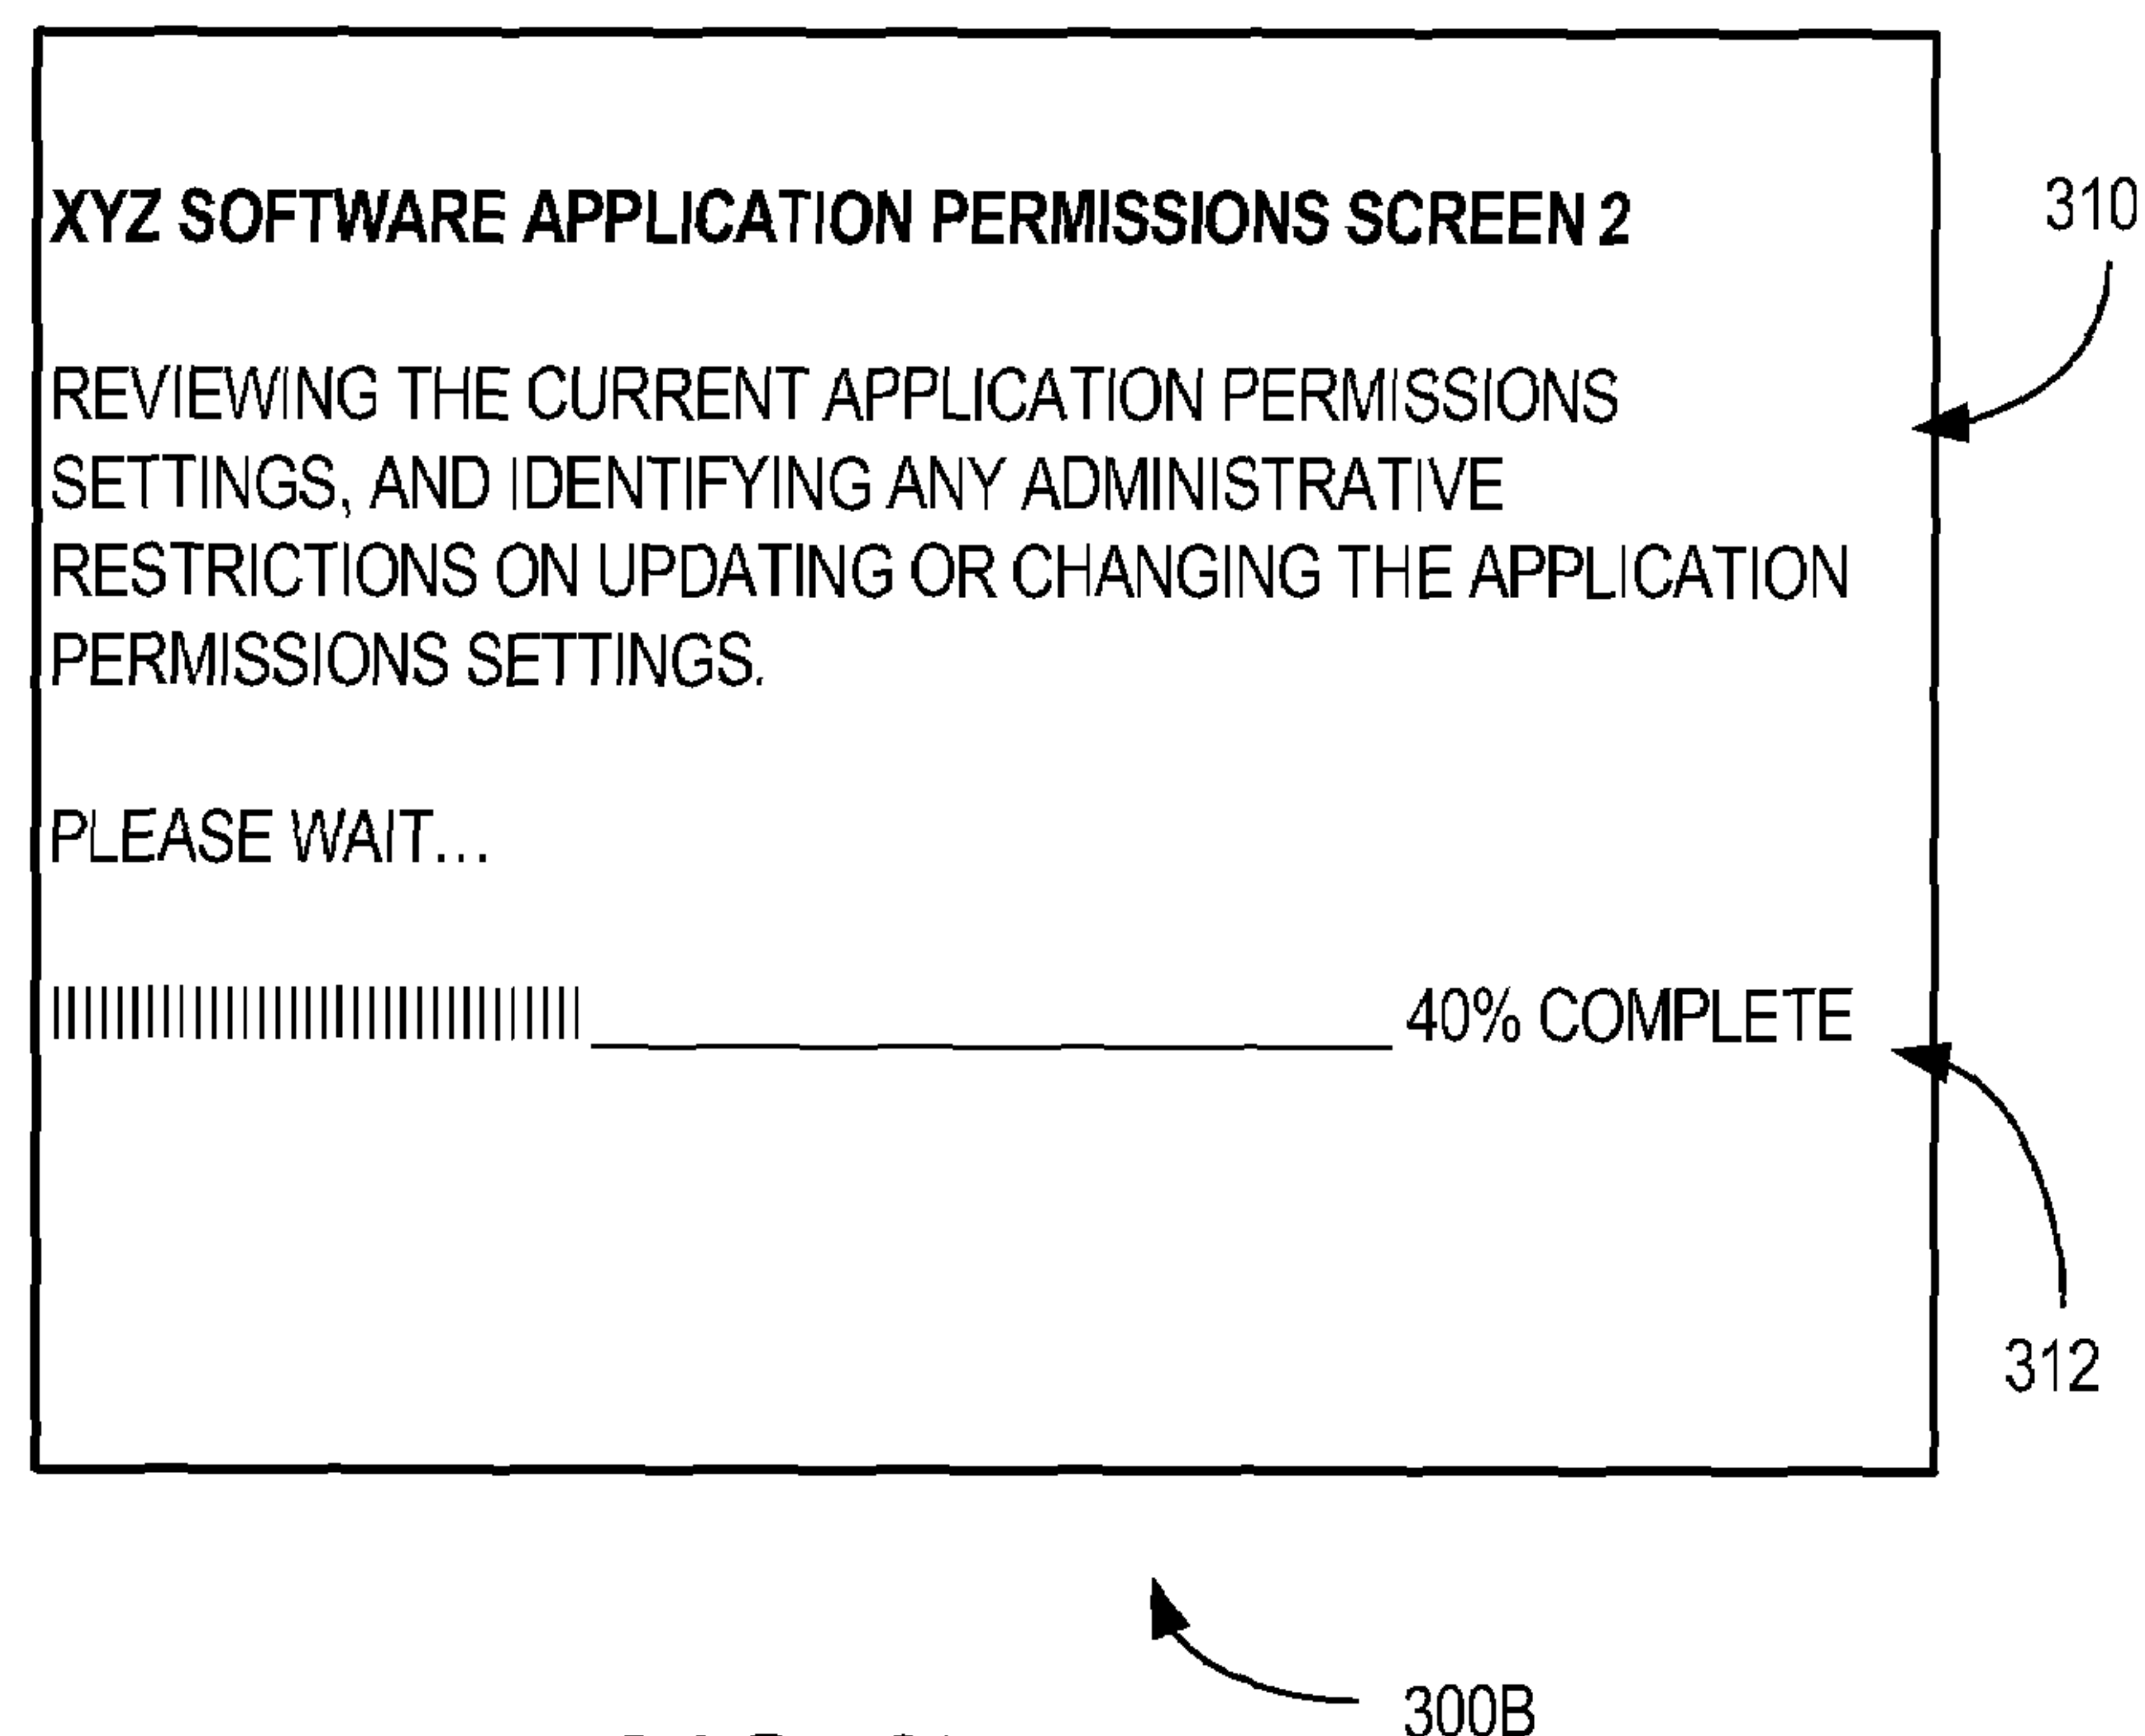 XYZ SOFTWARE APPLICATION PERMISSIONS SCREEN 2
310
REVIEWING THE CURRENT APPLICATION PERMISSIONS
SETTINGS, AND IDENTIFYING ANY ADMINISTRATIVE
RESTRICTIONS ON UPDATING OR CHANGING THE APPLICATION
PERMISSIONS SETTINGS.
PLEASE WAIT...
40% COMPLETE
312
300B